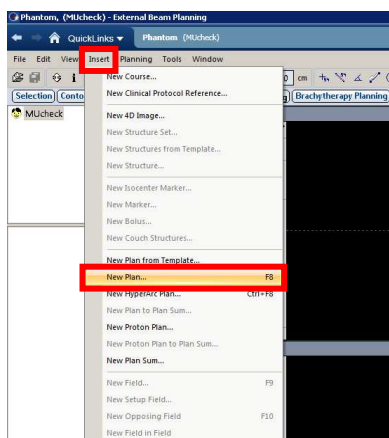 Phantom, (MUcheck) - External Beam Planning
QuickLinks ▼ Phantom (MUcheck)
File Edit View Insert Planning Tools Window
New Course...
cm
New Clinical Protocol Reference...
Selection Conto
Brachytherapy Planning
MUcheck
New 4D Image...
New Structure Set...
New Structures from Template...
New Structure...
New Isocenter Marker...
New Marker...
New Bolus...
New Couch Structures...
New Plan from Template...
New Plan... F8
New HyperArc Plan... Ctrl+F8
New Plan to Plan Sum...
New Proton Plan...
New Proton Plan to Plan Sum...
New Plan Sum...
New Field... F9
New Setup Field...
New Opposing Field F10
New Field in Field